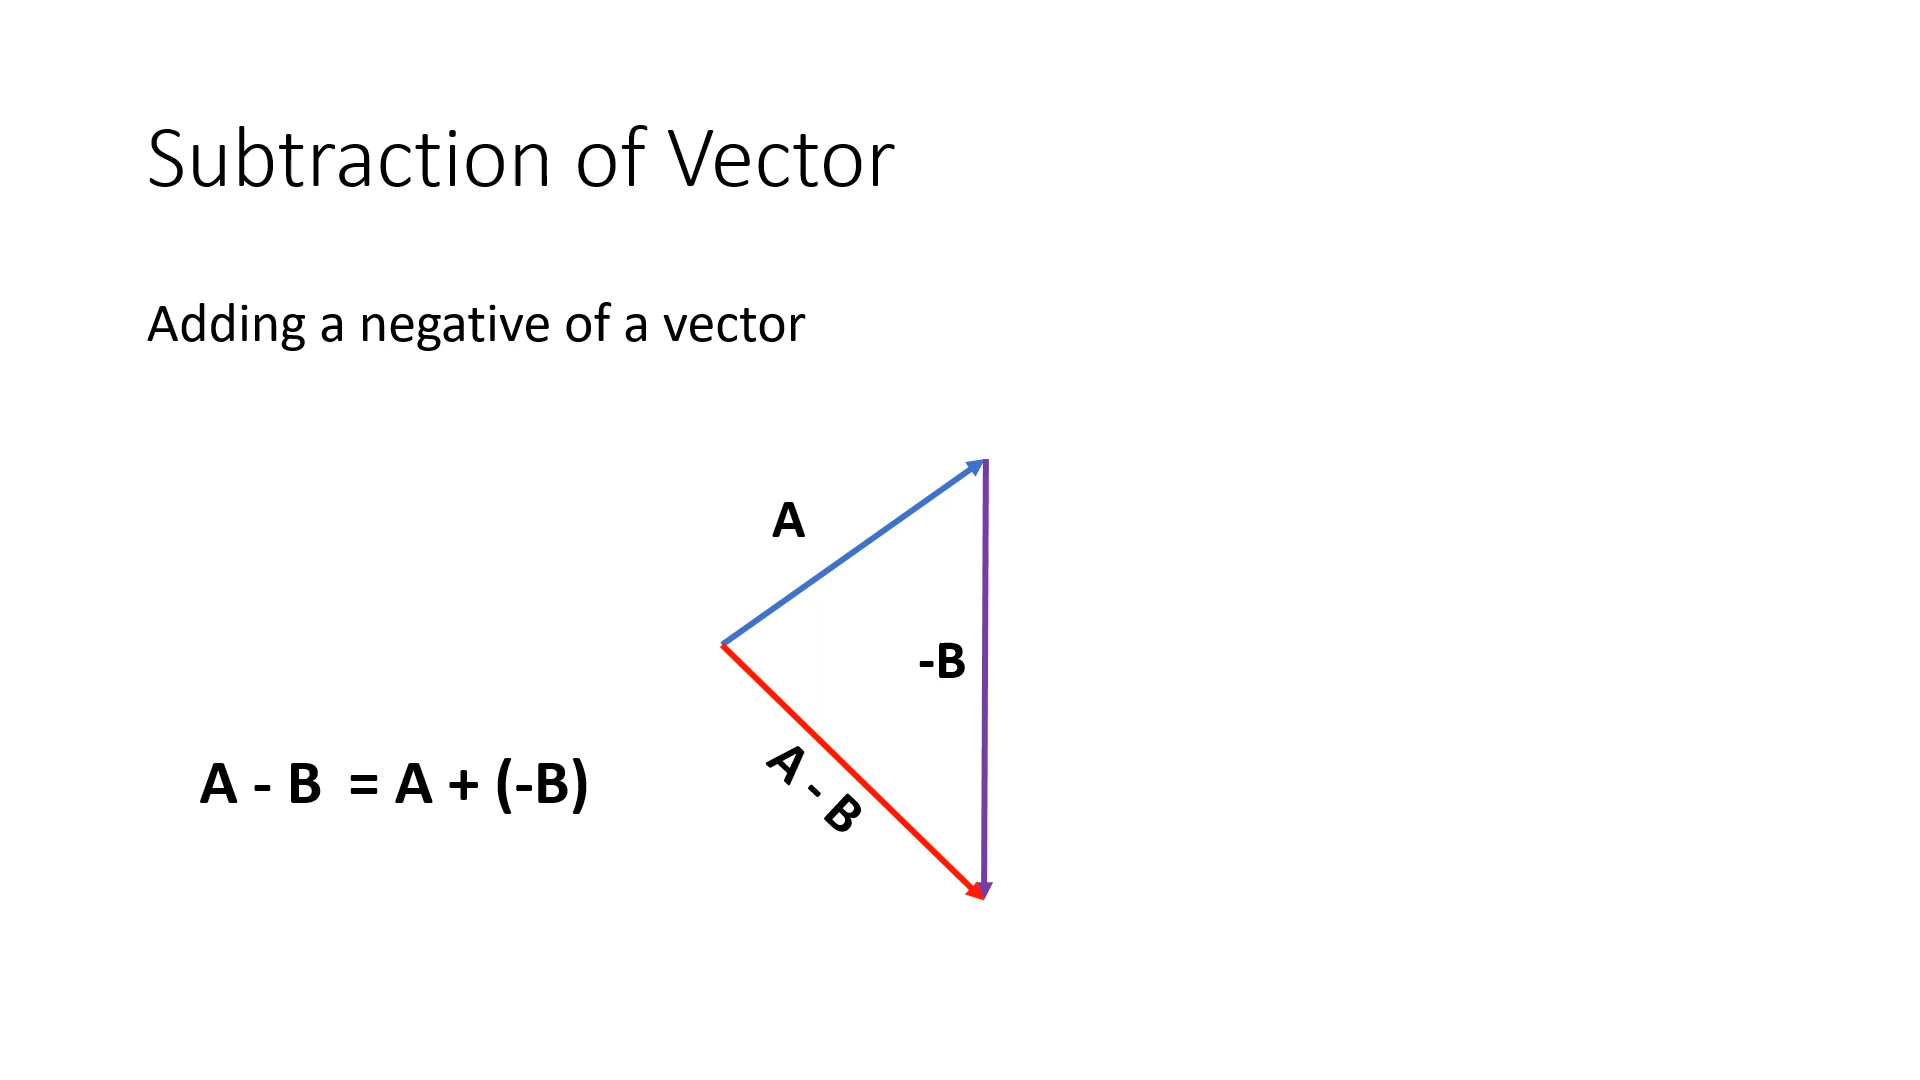 Subtraction of Vector
Adding a negative of a vector
A
-B
A - B
A - B = A + (-B)